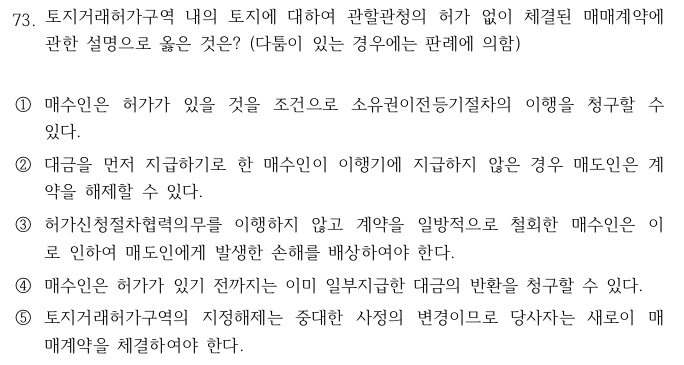 73. 토지거래허가구역 내의 토지에 대하여 관할관청의 허가 없이 체결된 매매계약에
관한 설명으로 옳은 것은? (다툼이 있는 경우에는 판례에 의함)
① 매수인은 허가가 있을 것을 조건으로 소유권이전등기절차의 이행을 청구할 수
있다.
② 대금을 먼저 지급하기로 한 매수인이 이행기에 지급하지 않은 경우 매도인은 계
약을 해제할 수 있다.
③ 허가신청절차협력의무를 이행하지 않고 계약을 일방적으로 철회한 매수인은 이
로 인하여 매도인에게 발생한 손해를 배상하여야 한다.
④ 매수인은 허가가 있기 전까지는 이미 일부지급한 대금의 반환을 청구할 수 있다.
⑤ 토지거래허가구역의 지정해제는 중대한 사정의 변경이므로 당사자는 새로이 매
매계약을 체결하여야 한다.